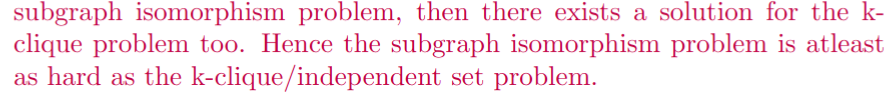 subgraph isomorphism problem, then there exists a solution for the k-
clique problem too. Hence the subgraph isomorphism problem is atleast
as hard as the k-clique/independent set problem.